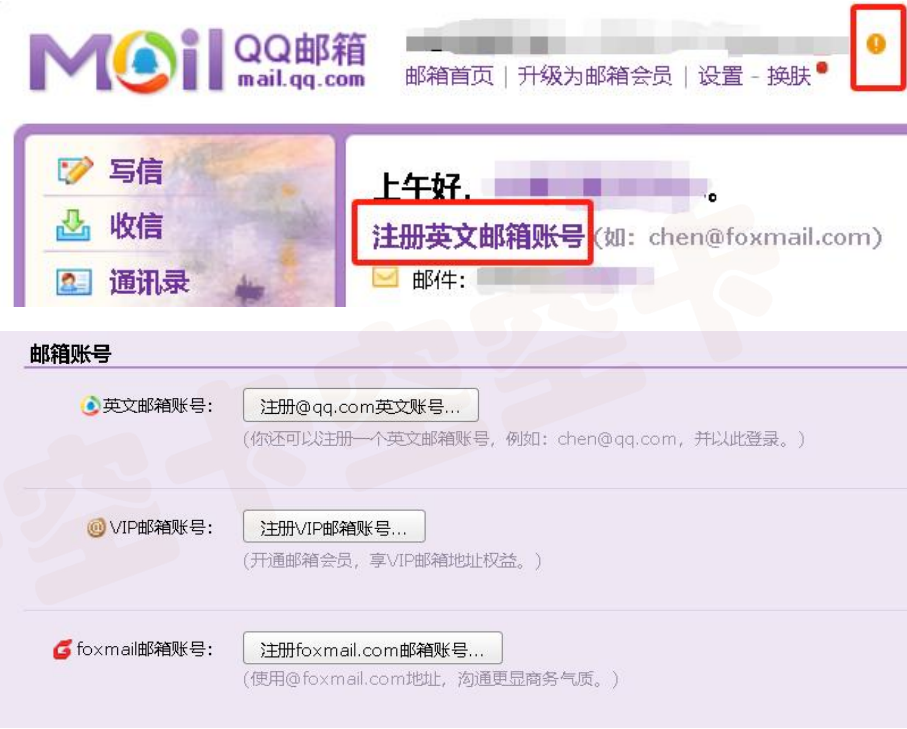 Mail QQ邮箱
mail.qq.com
邮箱首页 | 升级为邮箱会员 | 设置 - 换肤
写信
收信
通讯录
上午好, 。
注册英文邮箱账号 (如: chen@foxmail.com)
邮件:
邮箱账号
英文邮箱账号: 注册@qq.com英文账号...
(你还可以注册一个英文邮箱账号, 例如: chen@qq.com, 并以此登录。)
@VIP邮箱账号: 注册VIP邮箱账号...
(开通邮箱会员, 享VIP邮箱地址权益。)
foxmail邮箱账号: 注册foxmail.com邮箱账号...
(使用@foxmail.com地址, 沟通更显商务气质。)
空卡空空卡